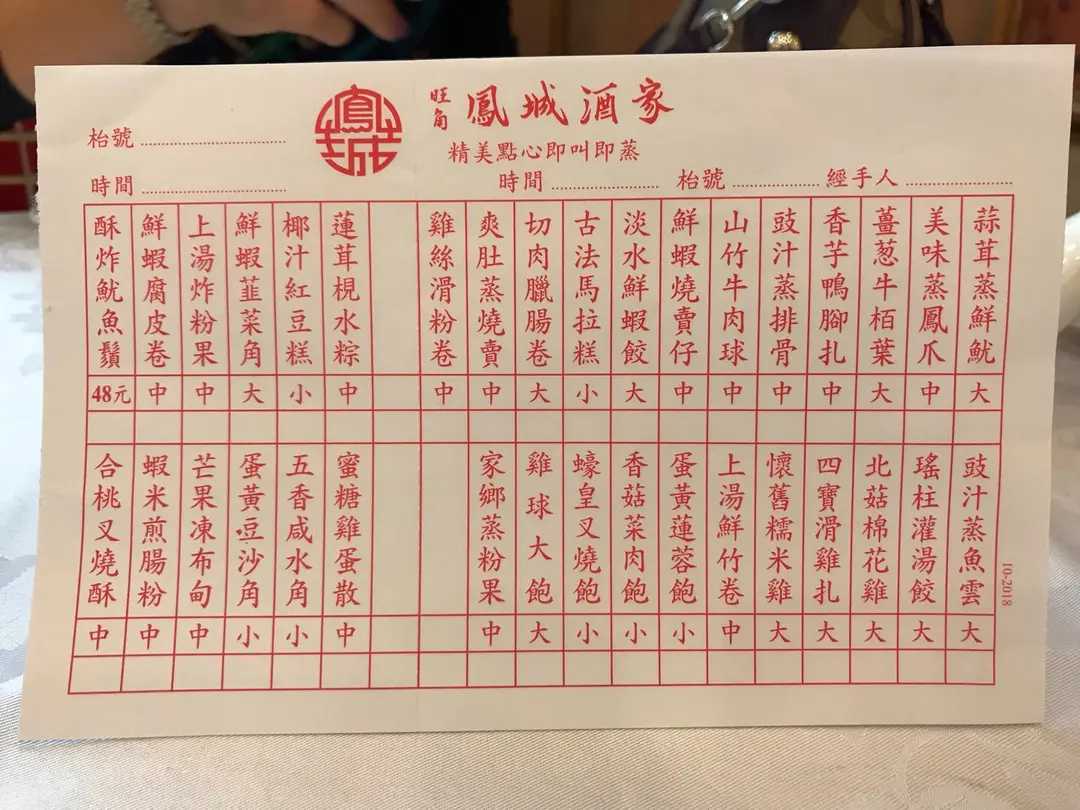 枱號
時間
鳳城
旺角
鳳城酒家
精美點心即叫即蒸
時間
枱號
經手人
蒜茸蒸鮮魷
大
美味蒸鳳爪
中
薑葱牛栢葉
大
香芋鴨腳扎
中
豉汁蒸排骨
中
山竹牛肉球
中
鮮蝦燒賣仔
中
淡水鮮蝦餃
大
古法馬拉糕
小
切肉臘腸卷
大
爽肚蒸燒賣
中
雞絲滑粉卷
中
蓮茸梘水粽
中
椰汁紅豆糕
小
鮮蝦韮菜角
大
上湯炸粉果
中
鮮蝦腐皮卷
中
酥炸魷魚鬚
48元
豉汁蒸魚雲
大
瑤柱灌湯餃
大
北菇棉花雞
大
四寶滑雞扎
大
懷舊糯米雞
大
上湯鮮竹卷
中
蛋黃蓮蓉飽
小
香菇菜肉飽
小
蠔皇叉燒飽
小
雞球大飽
大
家鄉蒸粉果
中
蜜糖雞蛋散
中
五香咸水角
小
蛋黃豆沙角
小
芒果凍布甸
中
蝦米煎腸粉
中
合桃叉燒酥
中
10-2018